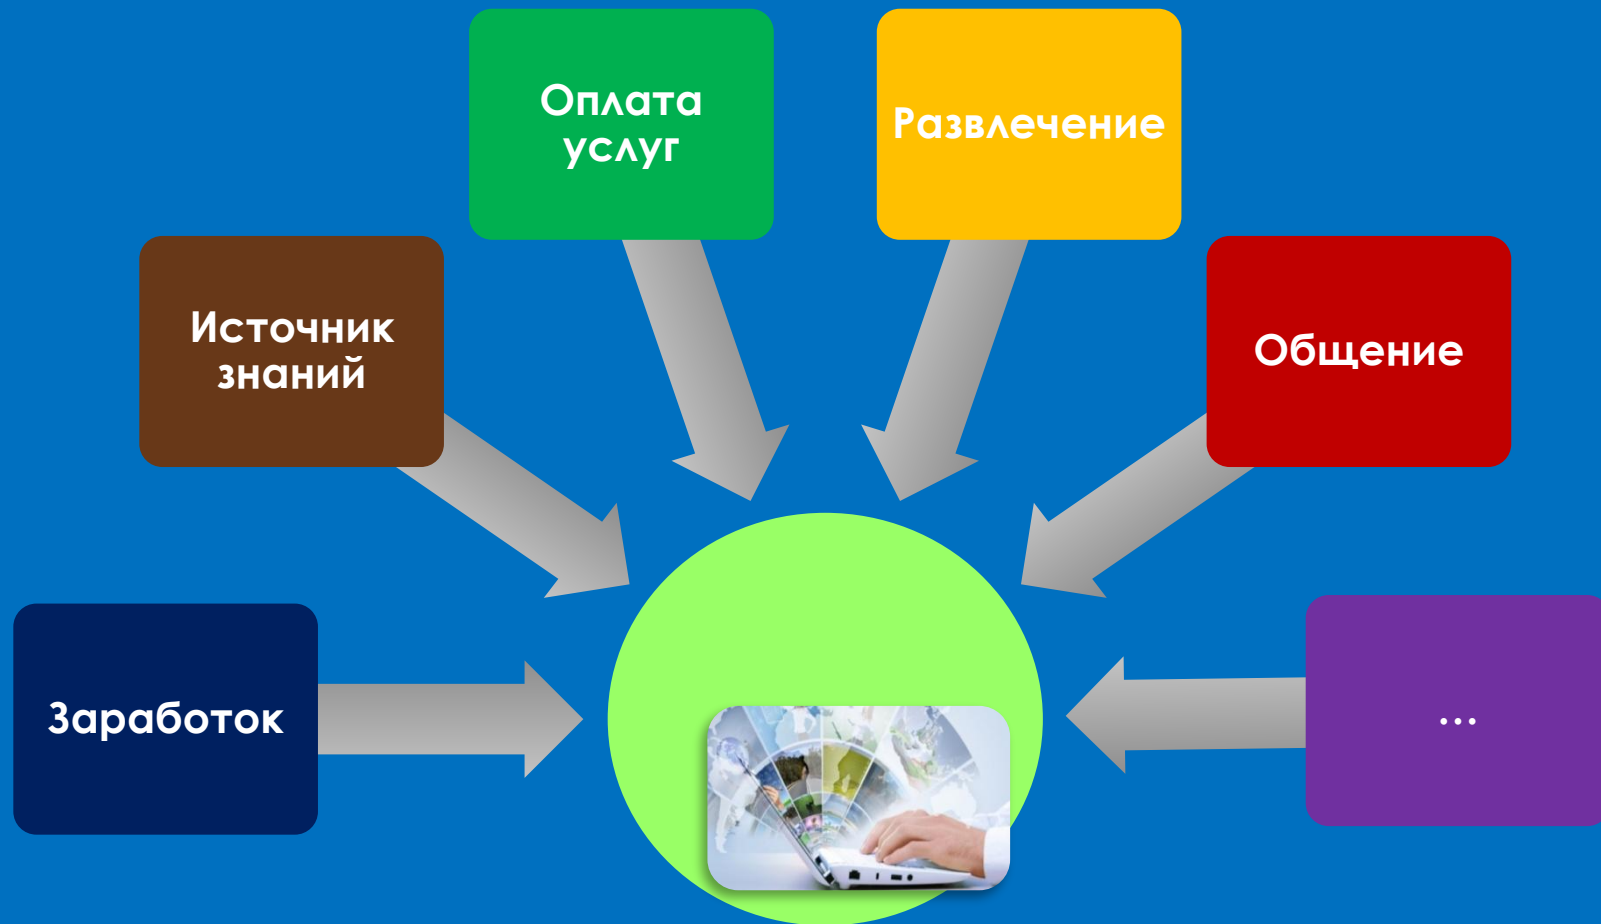 Оплата
услуг
Развлечение
Источник
знаний
Общение
Заработок
...